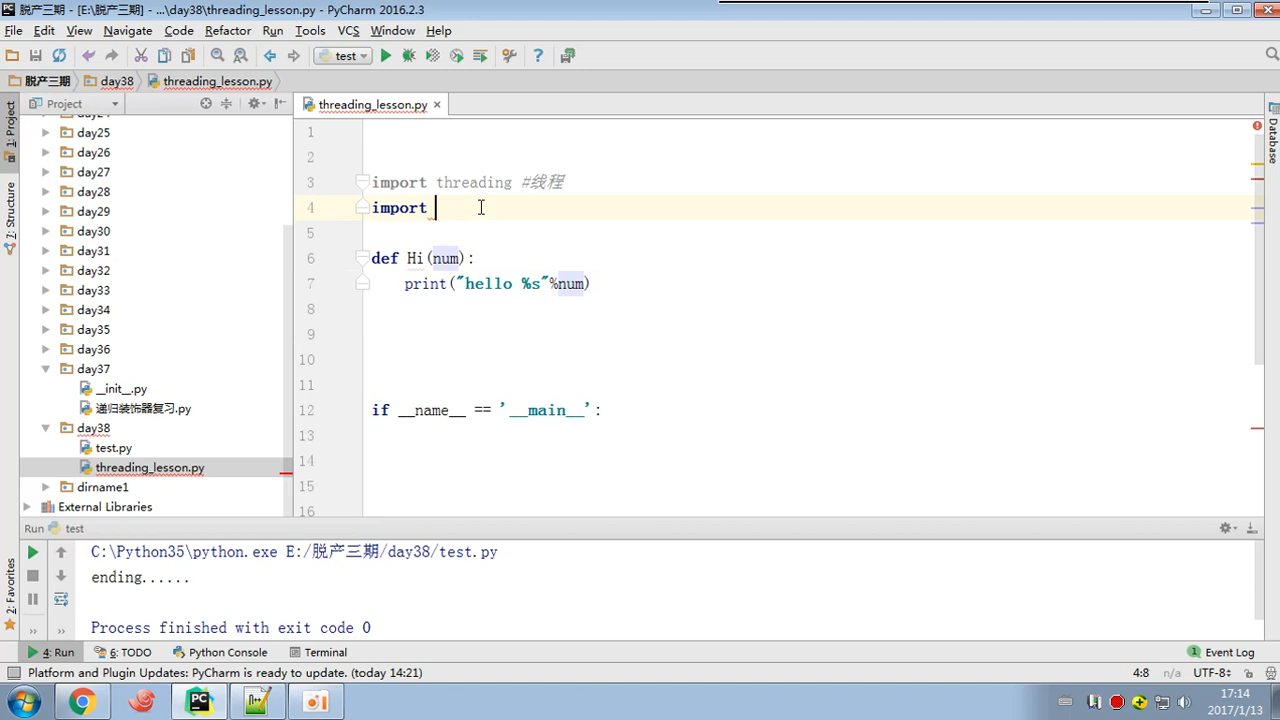 脱产三期 - [E:\脱产三期] - ...\day38\threading_lesson.py - PyCharm 2016.2.3
File Edit View Navigate Code Refactor Run Tools VCS Window Help
test
脱产三期 day38 threading_lesson.py
Project
threading_lesson.py
1: Project
7: Structure
2: Favorites
Database
day25
day26
day27
day28
day29
day30
day31
day32
day33
day34
day35
day36
day37
__init__.py
递归装饰器复习.py
day38
test.py
threading_lesson.py
dirname1
External Libraries
1
2
3 import threading #线程
4 import
5
6 def Hi(num):
7 print("hello %s"%num)
8
9
10
11
12 if __name__ == '__main__':
13
14
15
16
Run test
C:\Python35\python.exe E:/脱产三期/day38/test.py
ending......
Process finished with exit code 0
4: Run 6: TODO Python Console Terminal 1 Event Log
Platform and Plugin Updates: PyCharm is ready to update. (today 14:21) 4:8 n/a UTF-8
17:14
2017/1/13